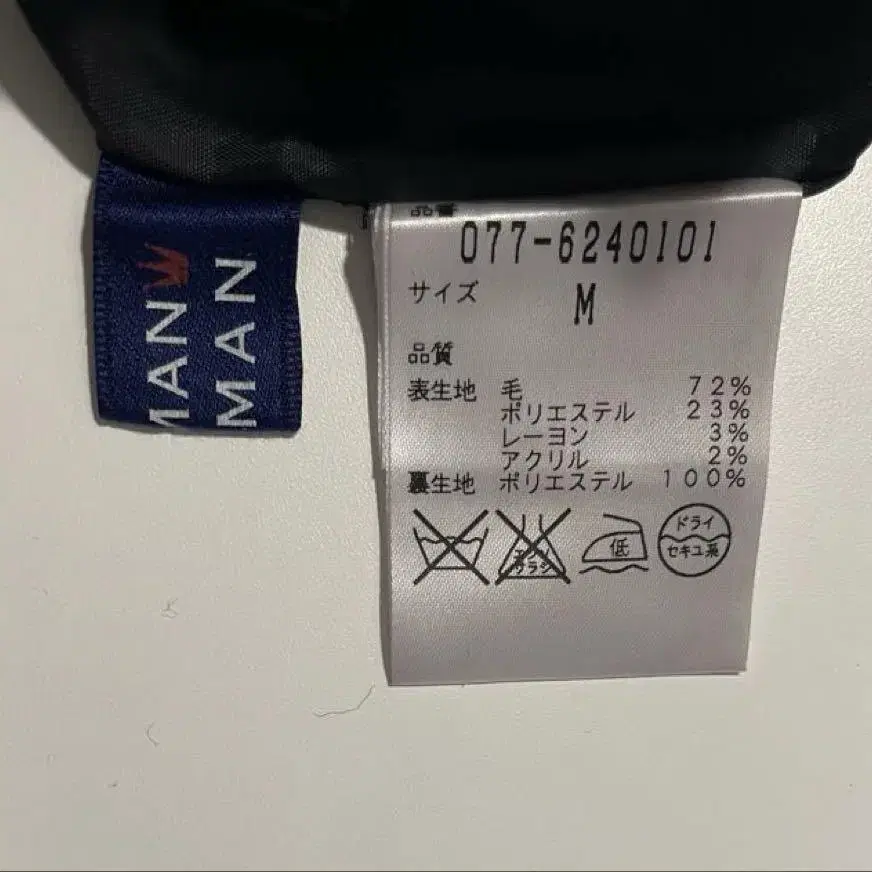 MAN
MAN
品番
077-6240101
サイズ
M
品質
表生地 毛 72%
ポリエステル 23%
レーヨン 3%
アクリル 2%
裏生地 ポリエステル 100%
低
ドライ
セキユ系